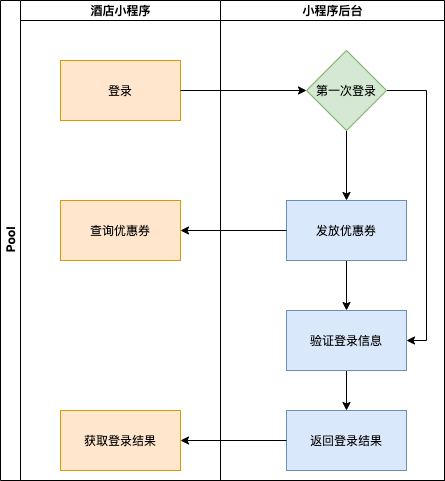 酒店小程序
小程序后台
Pool
登录
第一次登录
查询优惠券
发放优惠券
验证登录信息
获取登录结果
返回登录结果